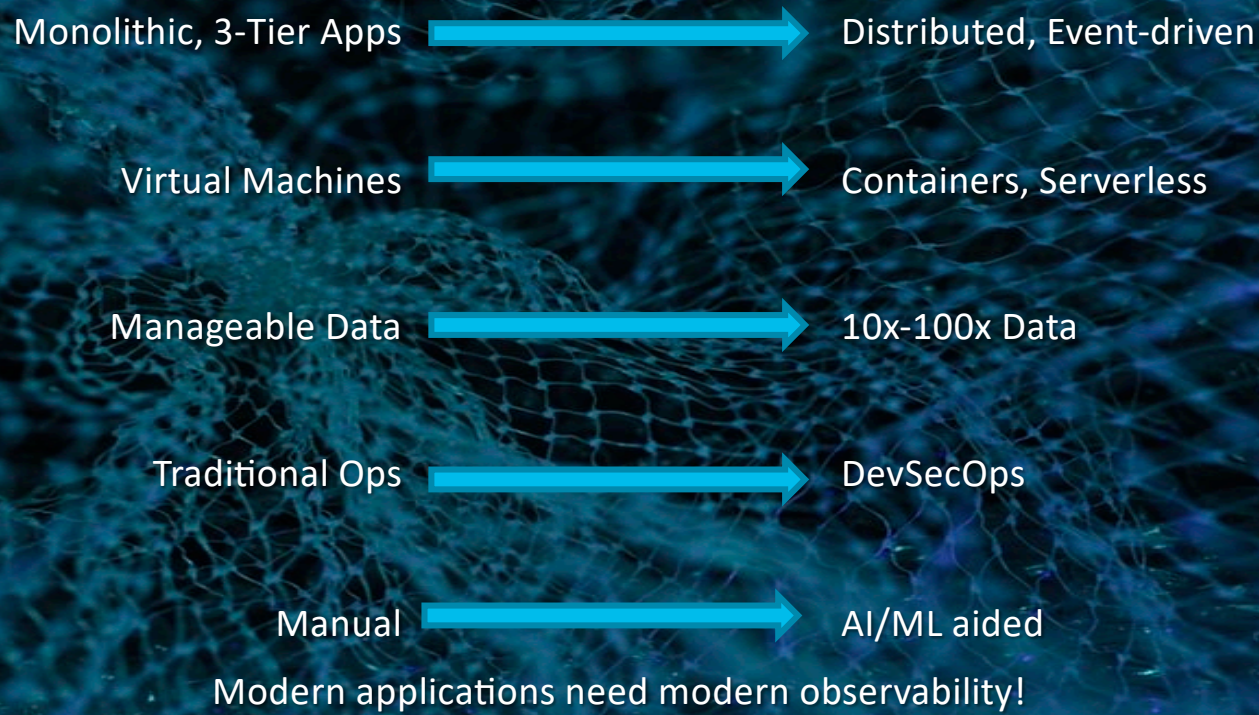 Monolithic, 3-Tier Apps Distributed, Event-driven
Virtual Machines Containers, Serverless
Manageable Data 10x-100x Data
Traditional Ops DevSecOps
Manual AI/ML aided
Modern applications need modern observability!